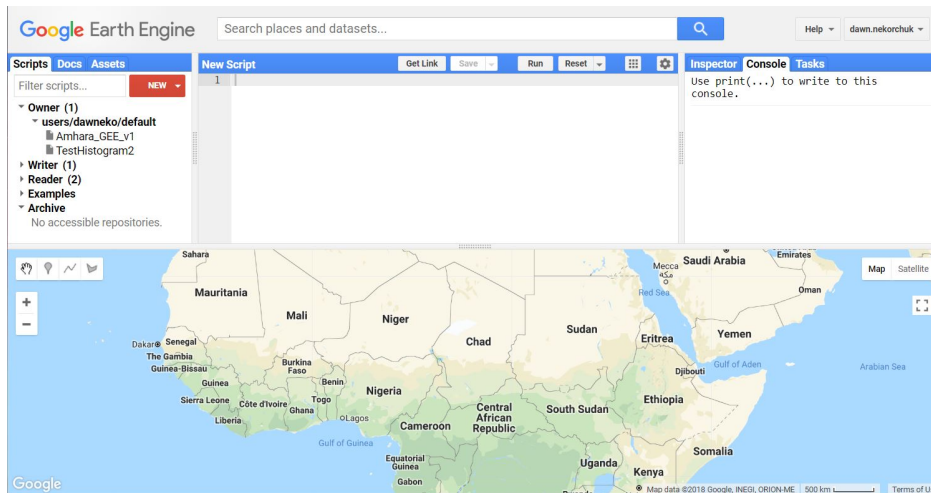 Google Earth Engine
Search places and datasets...
Help
dawn.nekorchuk
Scripts Docs Assets
Filter scripts...
NEW
Owner (1)
users/dawneko/default
Amhara_GEE_v1
TestHistogram2
Writer (1)
Reader (2)
Examples
Archive
No accessible repositories.
New Script
Get Link Save Run Reset
1
Inspector Console Tasks
Use print(...) to write to this
console.
Map Satellite
+
−
Sahara
Mauritania
Mali
Niger
Chad
Sudan
Eritrea
Mecca
مكة
Saudi Arabia
Emirates
Oman
Red Sea
Yemen
Gulf of Aden
Arabian Sea
Djibouti
Dakar
Senegal
The Gambia
Guinea-Bissau
Guinea
Sierra Leone
Liberia
Côte d'Ivoire
Burkina
Faso
Ghana
Togo
Benin
Nigeria
Lagos
Gulf of Guinea
Cameroon
Central
African
Republic
South Sudan
Ethiopia
Somalia
Equatorial
Guinea
Gabon
Uganda
Kenya
Google
Map data ©2018 Google, INEGI, ORION-ME
500 km
Terms of U